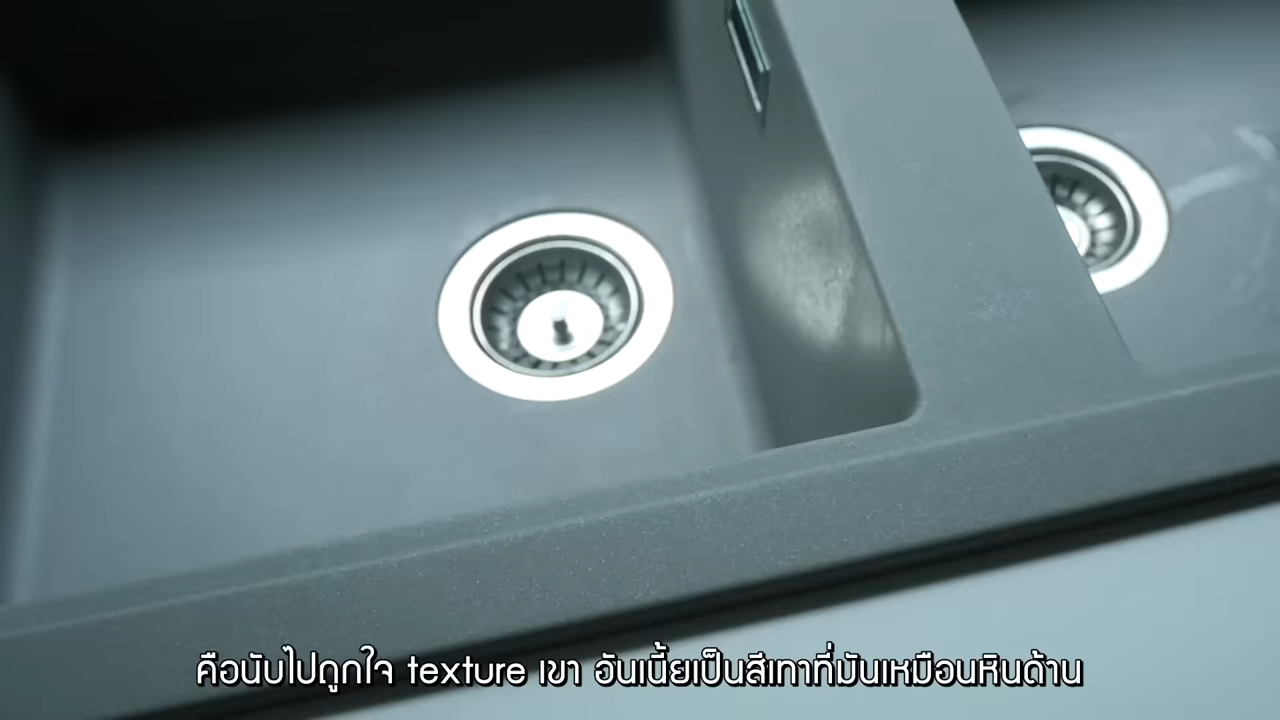 คือนับไปถูกใจ texture เขา อันเนี้ยเป็นสีเทาที่มันเหมือนหินด้าน